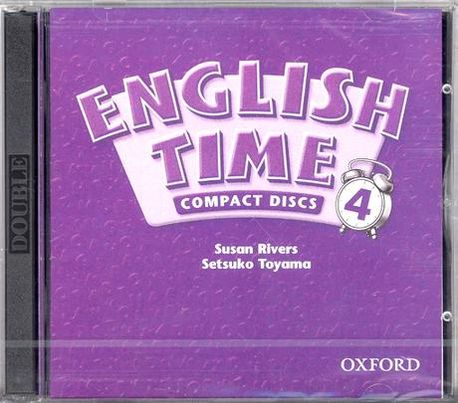 ENGLISH
TIME
COMPACT DISCS
4
Susan Rivers
Setsuko Toyama
OXFORD
DOUBLE